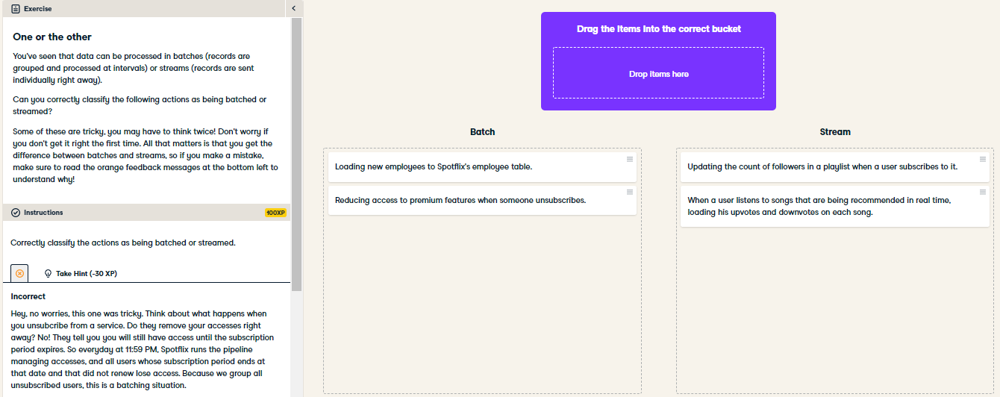 Exercise
One or the other
You've seen that data can be processed in batches (records are
grouped and processed at intervals) or streams (records are sent
individually right away).
Can you correctly classify the following actions as being batched or
streamed?
Some of these are tricky, you may have to think twice! Don't worry if
you don't get it right the first time. All that matters is that you get the
difference between batches and streams, so if you make a mistake,
make sure to read the orange feedback messages at the bottom left to
understand why!
Instructions
100XP
Correctly classify the actions as being batched or streamed.
Take Hint (-30 XP)
Incorrect
Hey, no worries, this one was tricky. Think about what happens when
you unsubcribe from a service. Do they remove your accesses right
away? No! They tell you you will still have access until the subscription
period expires. So everyday at 11:59 PM, Spotflix runs the pipeline
managing accesses, and all users whose subscription period ends at
that date and that did not renew lose access. Because we group all
unsubscribed users, this is a batching situation.
Drag the items into the correct bucket
Drop items here
Batch
Loading new employees to Spotflix's employee table.
Reducing access to premium features when someone unsubscribes.
Stream
Updating the count of followers in a playlist when a user subscribes to it.
When a user listens to songs that are being recommended in real time,
loading his upvotes and downvotes on each song.